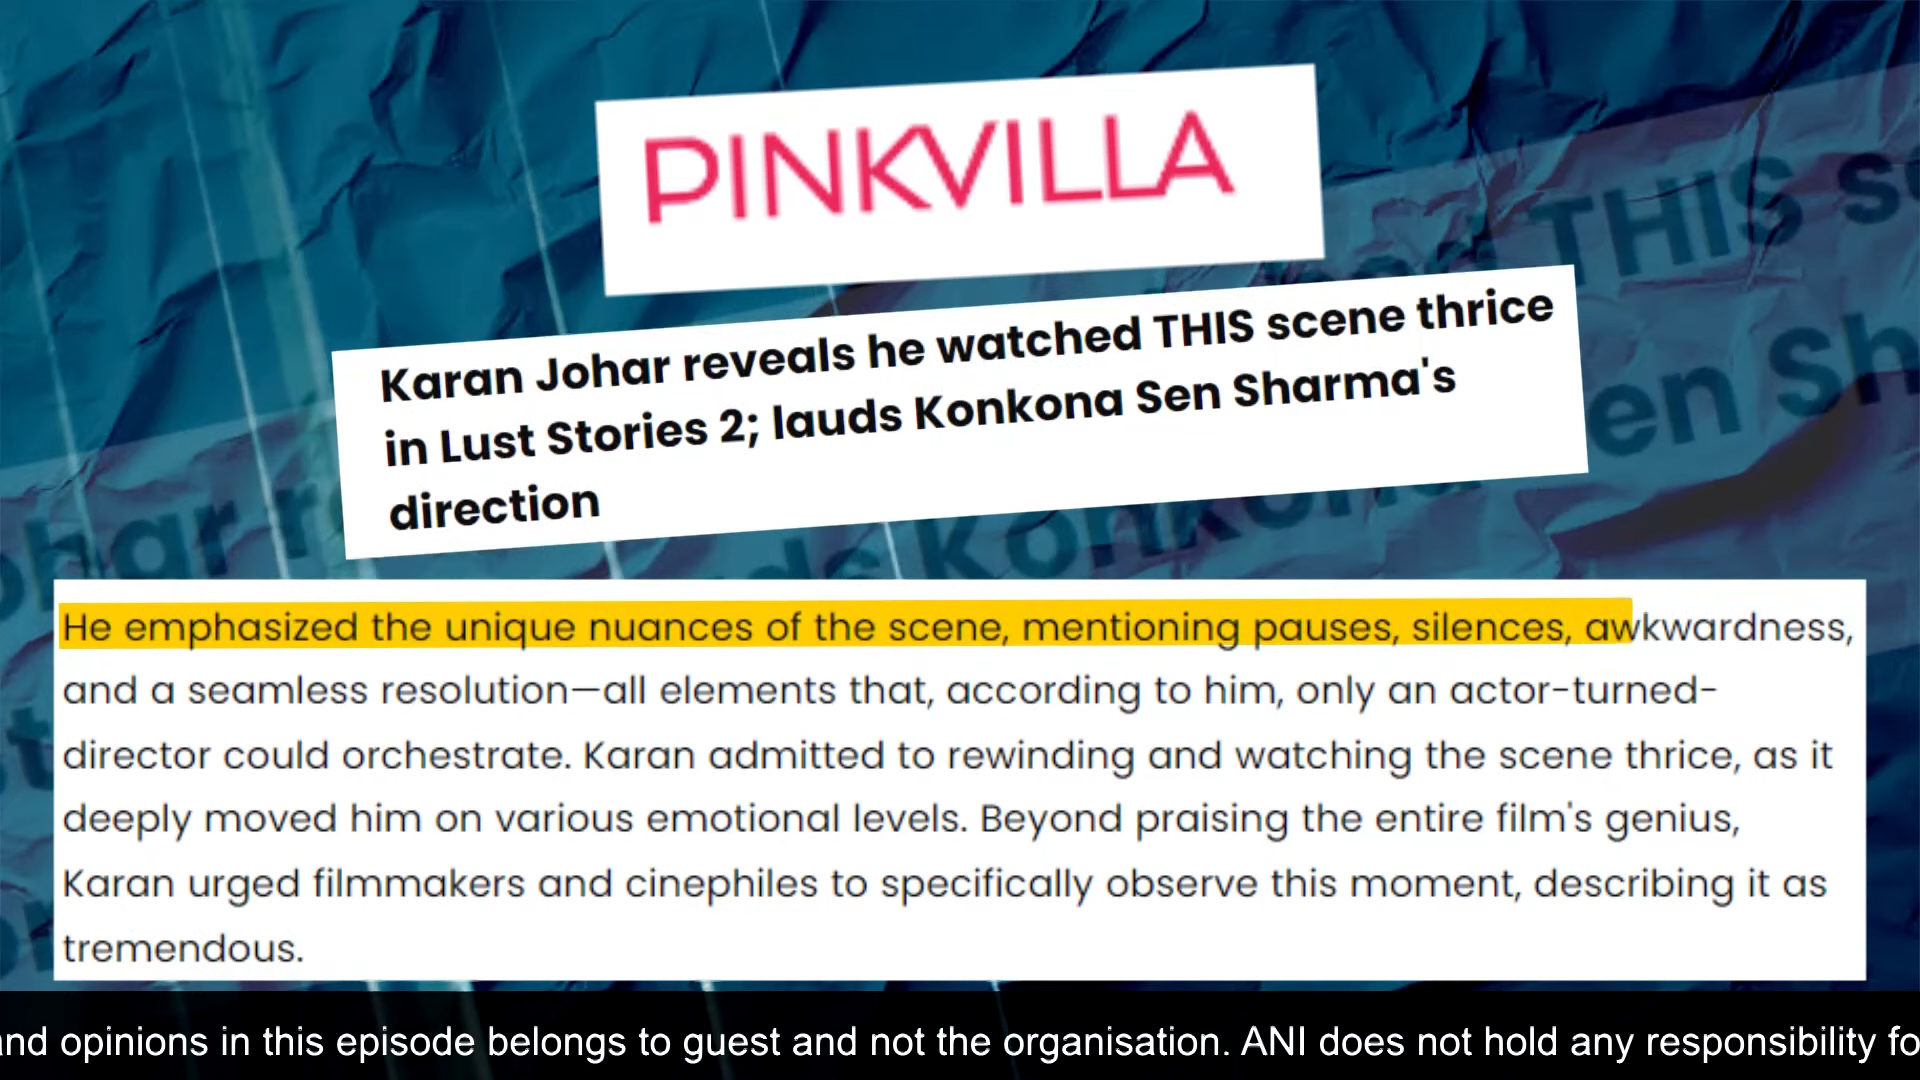 PINKVILLA
Karan Johar reveals he watched THIS scene thrice
in Lust Stories 2; lauds Konkona Sen Sharma's
direction
He emphasized the unique nuances of the scene, mentioning pauses, silences, awkwardness,
and a seamless resolution—all elements that, according to him, only an actor-turned-
director could orchestrate. Karan admitted to rewinding and watching the scene thrice, as it
deeply moved him on various emotional levels. Beyond praising the entire film's genius,
Karan urged filmmakers and cinephiles to specifically observe this moment, describing it as
tremendous.
and opinions in this episode belongs to guest and not the organisation. ANI does not hold any responsibility fo